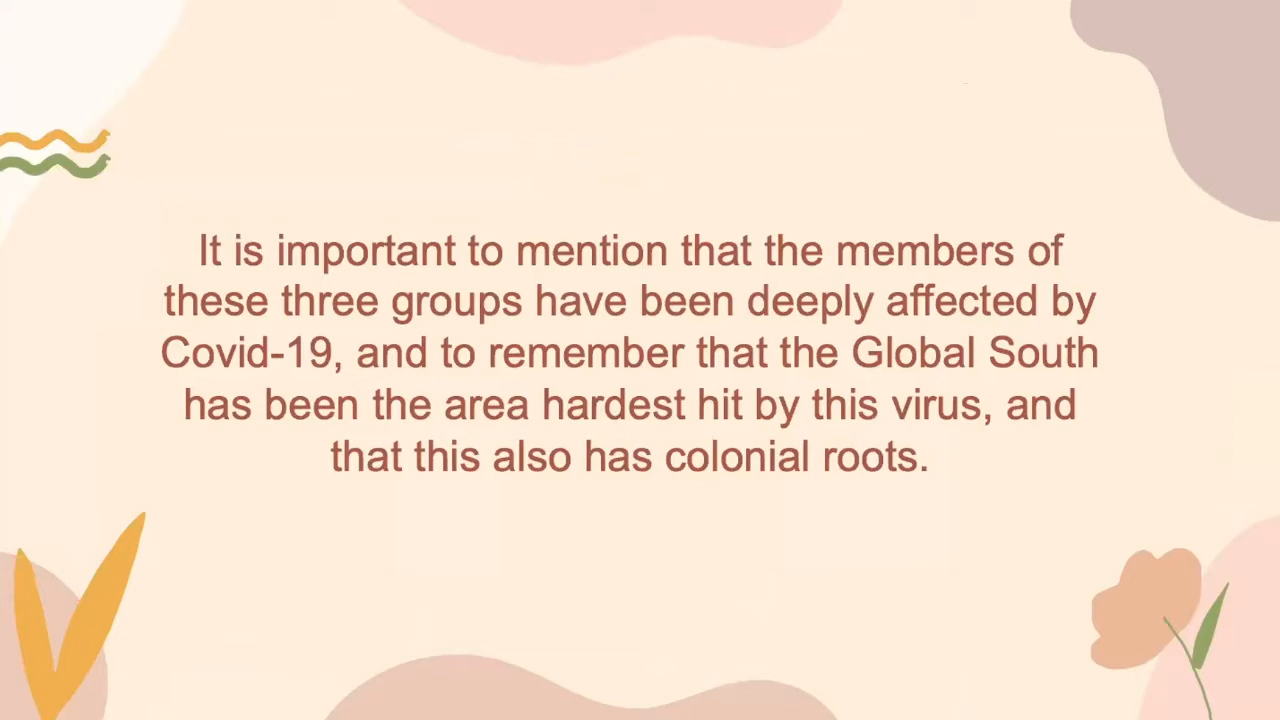 It is important to mention that the members of
these three groups have been deeply affected by
Covid-19, and to remember that the Global South
has been the area hardest hit by this virus, and
that this also has colonial roots.